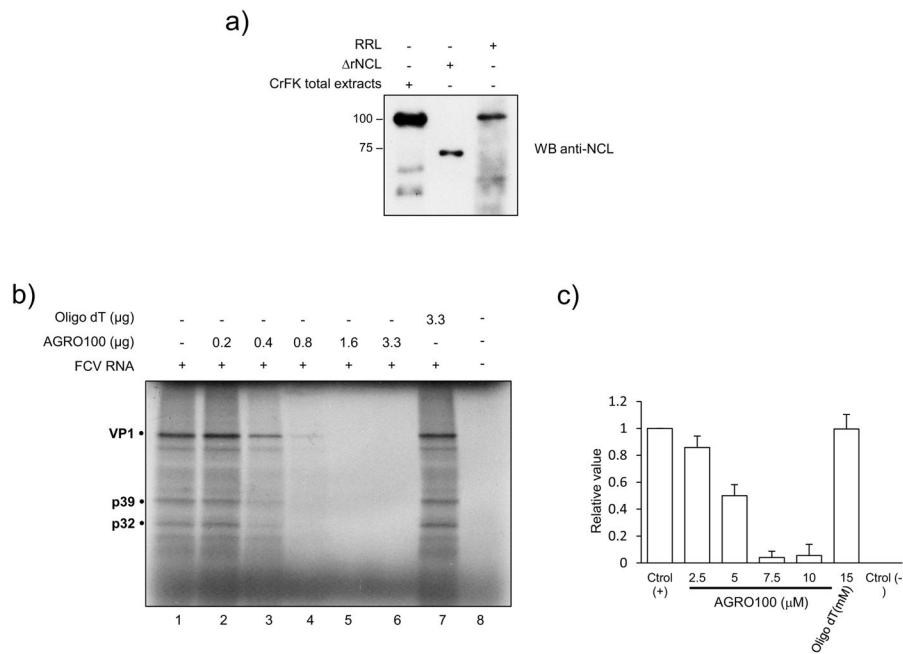 a)
RRL - - +
ΔrNCL - + -
CrFK total extracts + - -
100
75
WB anti-NCL
b)
Oligo dT (µg) - - - - - - 3.3 -
AGRO100 (µg) - 0.2 0.4 0.8 1.6 3.3 - -
FCV RNA + + + + + + + -
VP1
p39
p32
1 2 3 4 5 6 7 8
c)
Relative value
1.2
1
0.8
0.6
0.4
0.2
0
Ctrol (+) 2.5 5 7.5 10 15 Ctrol (-)
AGRO100 (µM)
Oligo dT(mM)